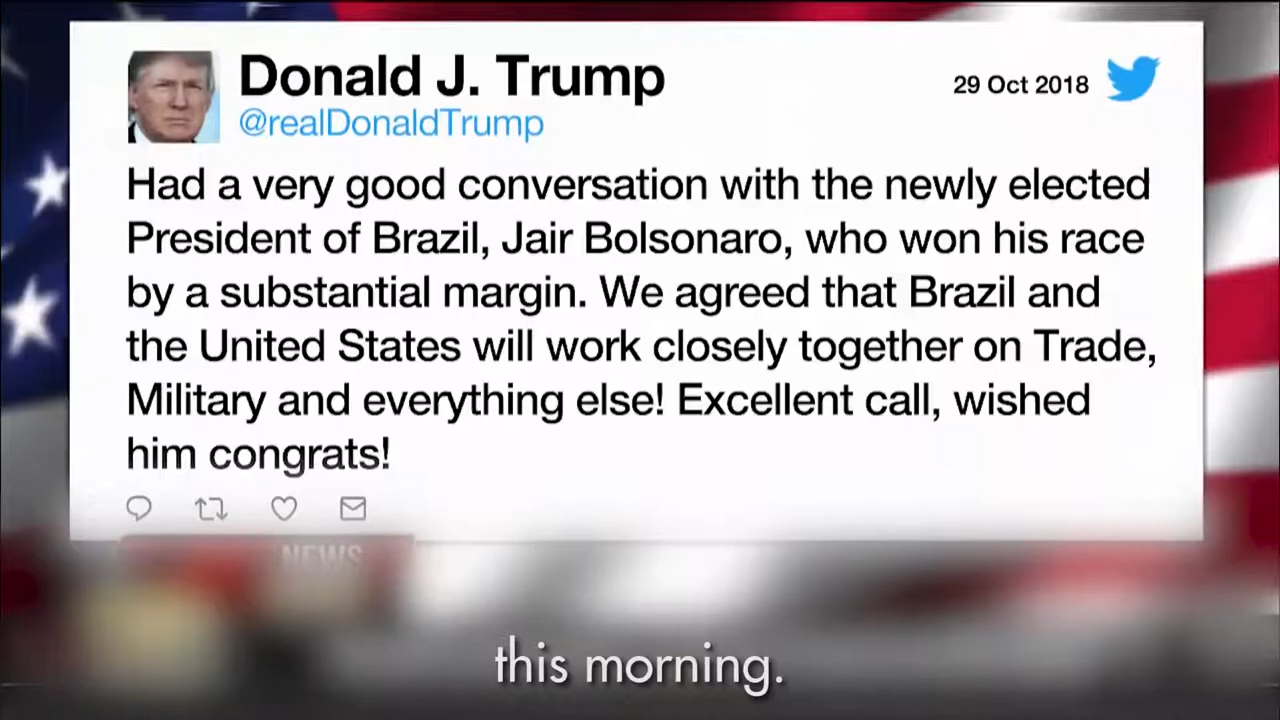 Donald J. Trump
29 Oct 2018
@realDonaldTrump
Had a very good conversation with the newly elected
President of Brazil, Jair Bolsonaro, who won his race
by a substantial margin. We agreed that Brazil and
the United States will work closely together on Trade,
Military and everything else! Excellent call, wished
him congrats!
NEWS
this morning.